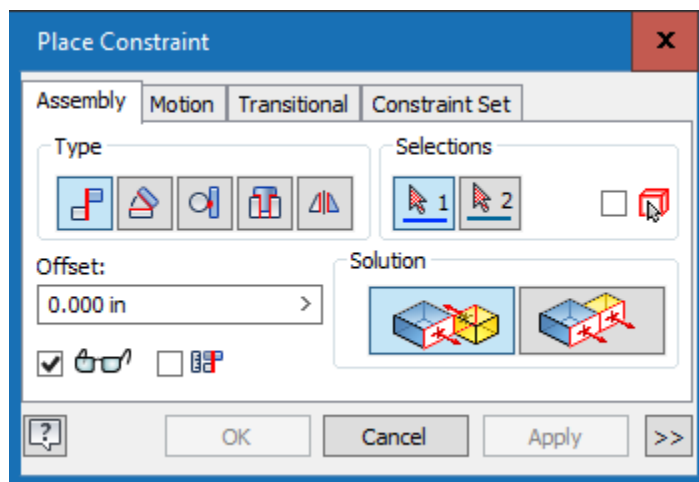 Place Constraint
x
Assembly Motion Transitional Constraint Set
Type
Selections
1 2
Offset:
Solution
0.000 in >
?
OK Cancel Apply >>